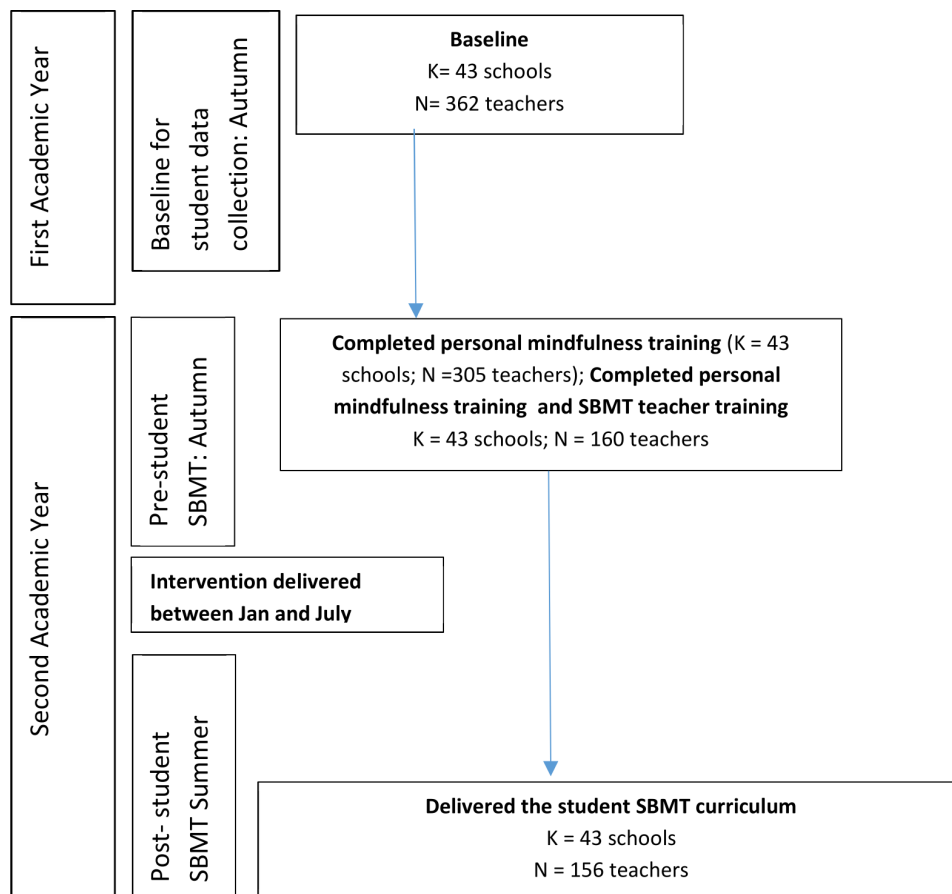 First Academic Year
Baseline for
student data
collection: Autumn
Baseline
K= 43 schools
N= 362 teachers
Second Academic Year
Pre-student
SBMT: Autumn
Completed personal mindfulness training (K = 43
schools; N =305 teachers); Completed personal
mindfulness training  and SBMT teacher training
K = 43 schools; N = 160 teachers
Intervention delivered
between Jan and July
Post- student
SBMT Summer
Delivered the student SBMT curriculum
K = 43 schools
N = 156 teachers